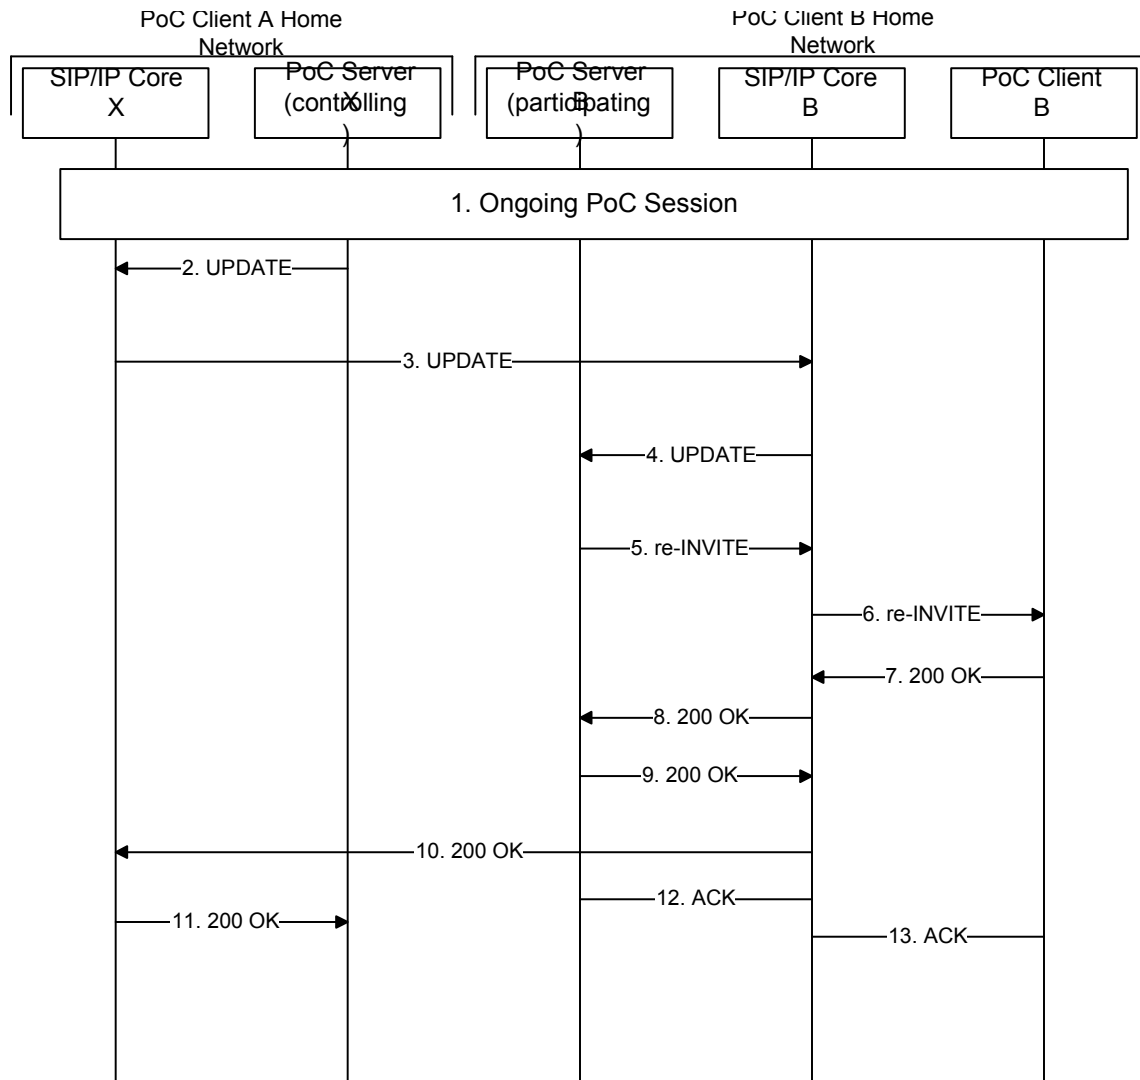 PoC Client A Home
Network
PoC Client B Home
Network
SIP/IP Core
X
PoC Server
X
(controlling
)
PoC Server
B
(participating
)
SIP/IP Core
B
PoC Client
B
1. Ongoing PoC Session
2. UPDATE
3. UPDATE
4. UPDATE
5. re-INVITE
6. re-INVITE
7. 200 OK
8. 200 OK
9. 200 OK
10. 200 OK
12. ACK
11. 200 OK
13. ACK